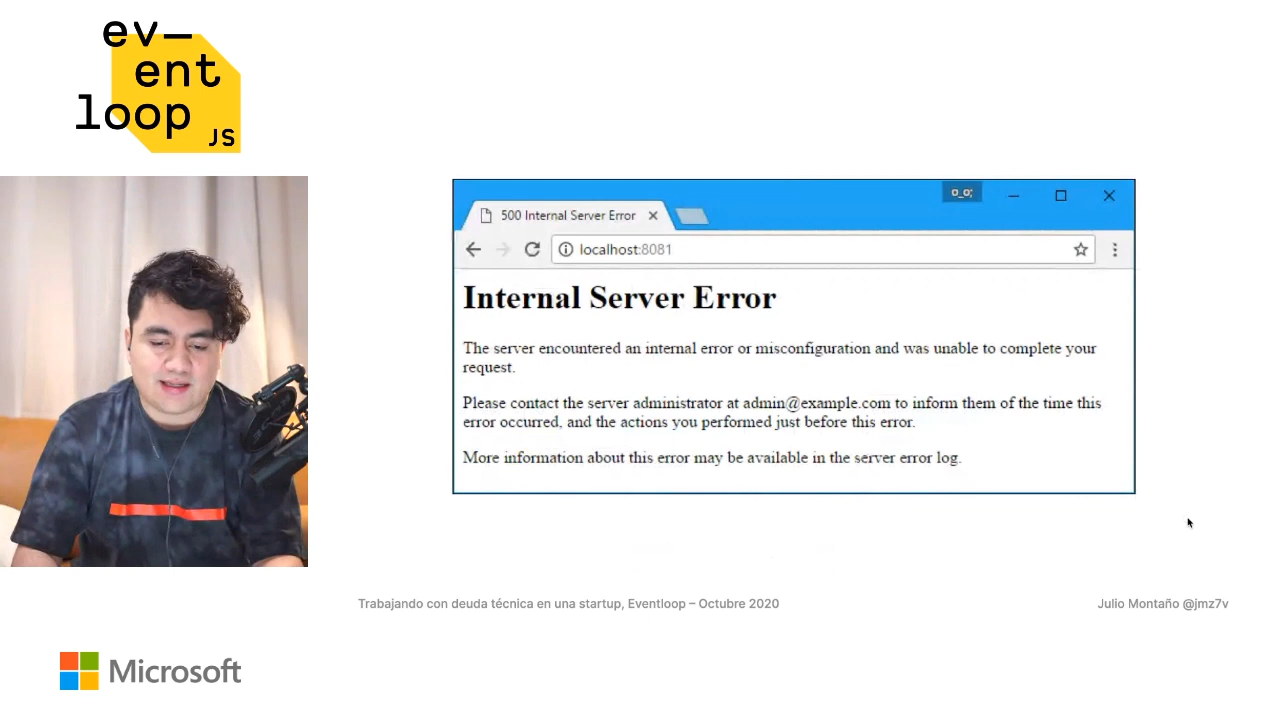 ev—
ent
loop
JS
o_o;
500 Internal Server Error
localhost:8081
Internal Server Error
The server encountered an internal error or misconfiguration and was unable to complete your
request.
Please contact the server administrator at admin@example.com to inform them of the time this
error occurred, and the actions you performed just before this error.
More information about this error may be available in the server error log.
Trabajando con deuda técnica en una startup, Eventloop – Octubre 2020
Julio Montaño @jmz7v
Microsoft